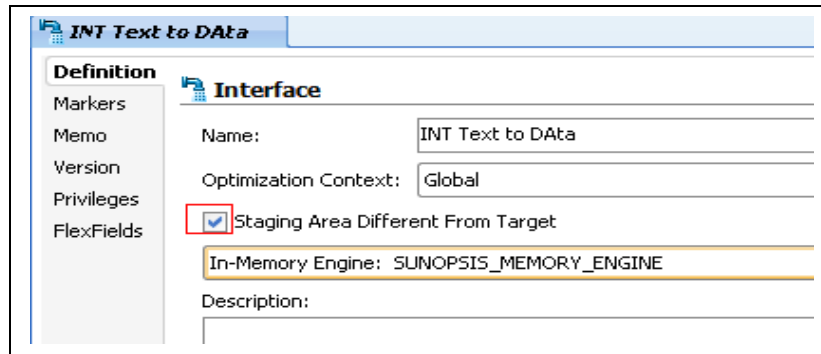 INT Text to DAta
Definition
Markers
Memo
Version
Privileges
FlexFields
Interface
Name: INT Text to DAta
Optimization Context: Global
Staging Area Different From Target
In-Memory Engine: SUNOPSIS_MEMORY_ENGINE
Description: